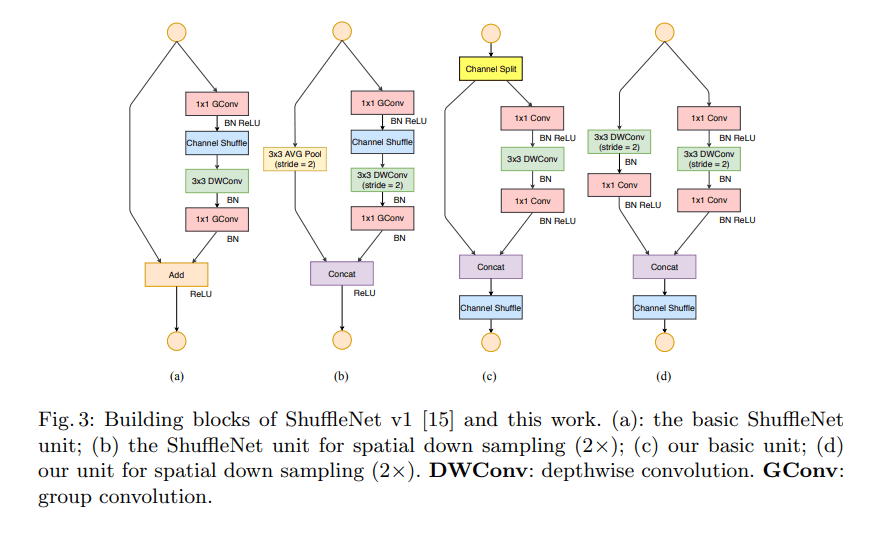 1x1 GConv
BN ReLU
Channel Shuffle
3x3 DWConv
BN
1x1 GConv
BN
Add
ReLU
(a)
1x1 GConv
BN ReLU
Channel Shuffle
3x3 AVG Pool
(stride = 2)
3x3 DWConv
(stride = 2)
BN
1x1 GConv
BN
Concat
ReLU
(b)
Channel Split
1x1 Conv
BN ReLU
3x3 DWConv
BN
1x1 Conv
BN ReLU
Concat
Channel Shuffle
(c)
3x3 DWConv
(stride = 2)
BN
1x1 Conv
BN ReLU
1x1 Conv
BN ReLU
3x3 DWConv
(stride = 2)
BN
1x1 Conv
BN ReLU
Concat
Channel Shuffle
(d)
Fig. 3: Building blocks of ShuffleNet v1 [15] and this work. (a): the basic ShuffleNet
unit; (b) the ShuffleNet unit for spatial down sampling (2×); (c) our basic unit; (d)
our unit for spatial down sampling (2×). DWConv: depthwise convolution. GConv:
group convolution.